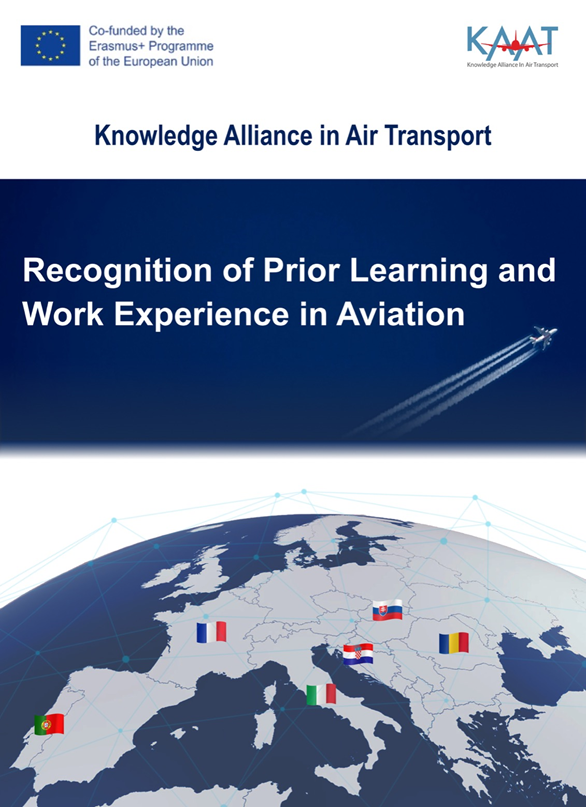 Co-funded by the
Erasmus+ Programme
of the European Union
KAAT
Knowledge Alliance In Air Transport
Knowledge Alliance in Air Transport
Recognition of Prior Learning and
Work Experience in Aviation